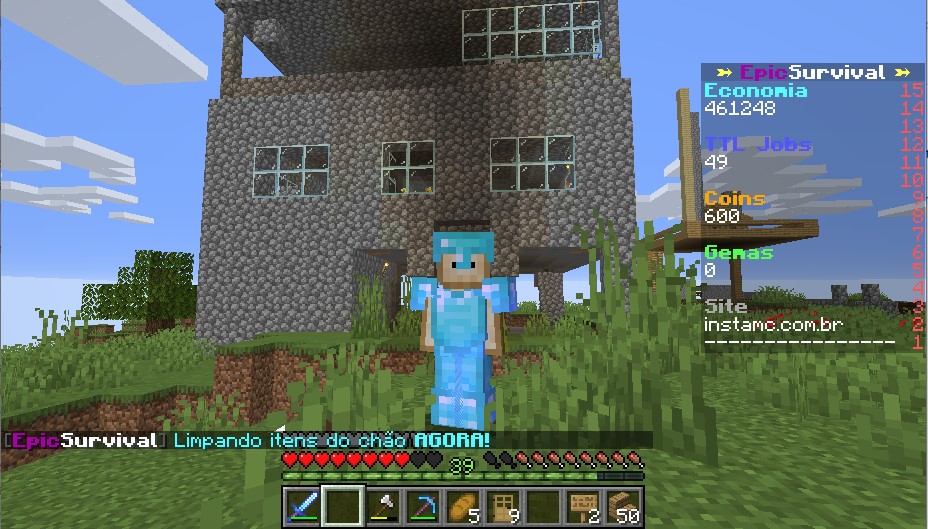 EpicSurvival
Economia 15
461248 14
13
TTL Jobs 12
49 11
10
Coins 9
600 8
7
Gemas 6
0 5
4
Site 3
instamc.com.br 2
---------------- 1
[EpicSurvival] Limpando itens do chão AGORA!
39
5 9 2 50